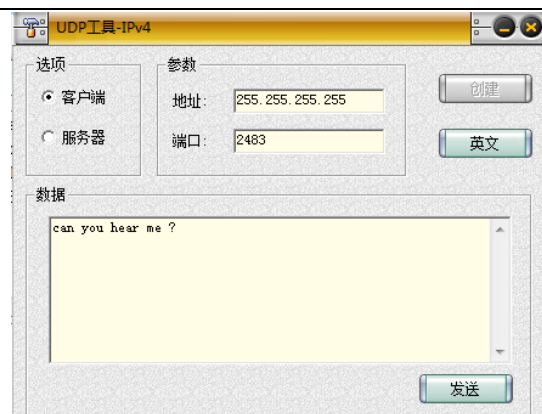 UDP工具-IPv4
选项
参数
客户端
地址:
255.255.255.255
创建
服务器
端口:
2483
英文
数据
can you hear me ?
发送